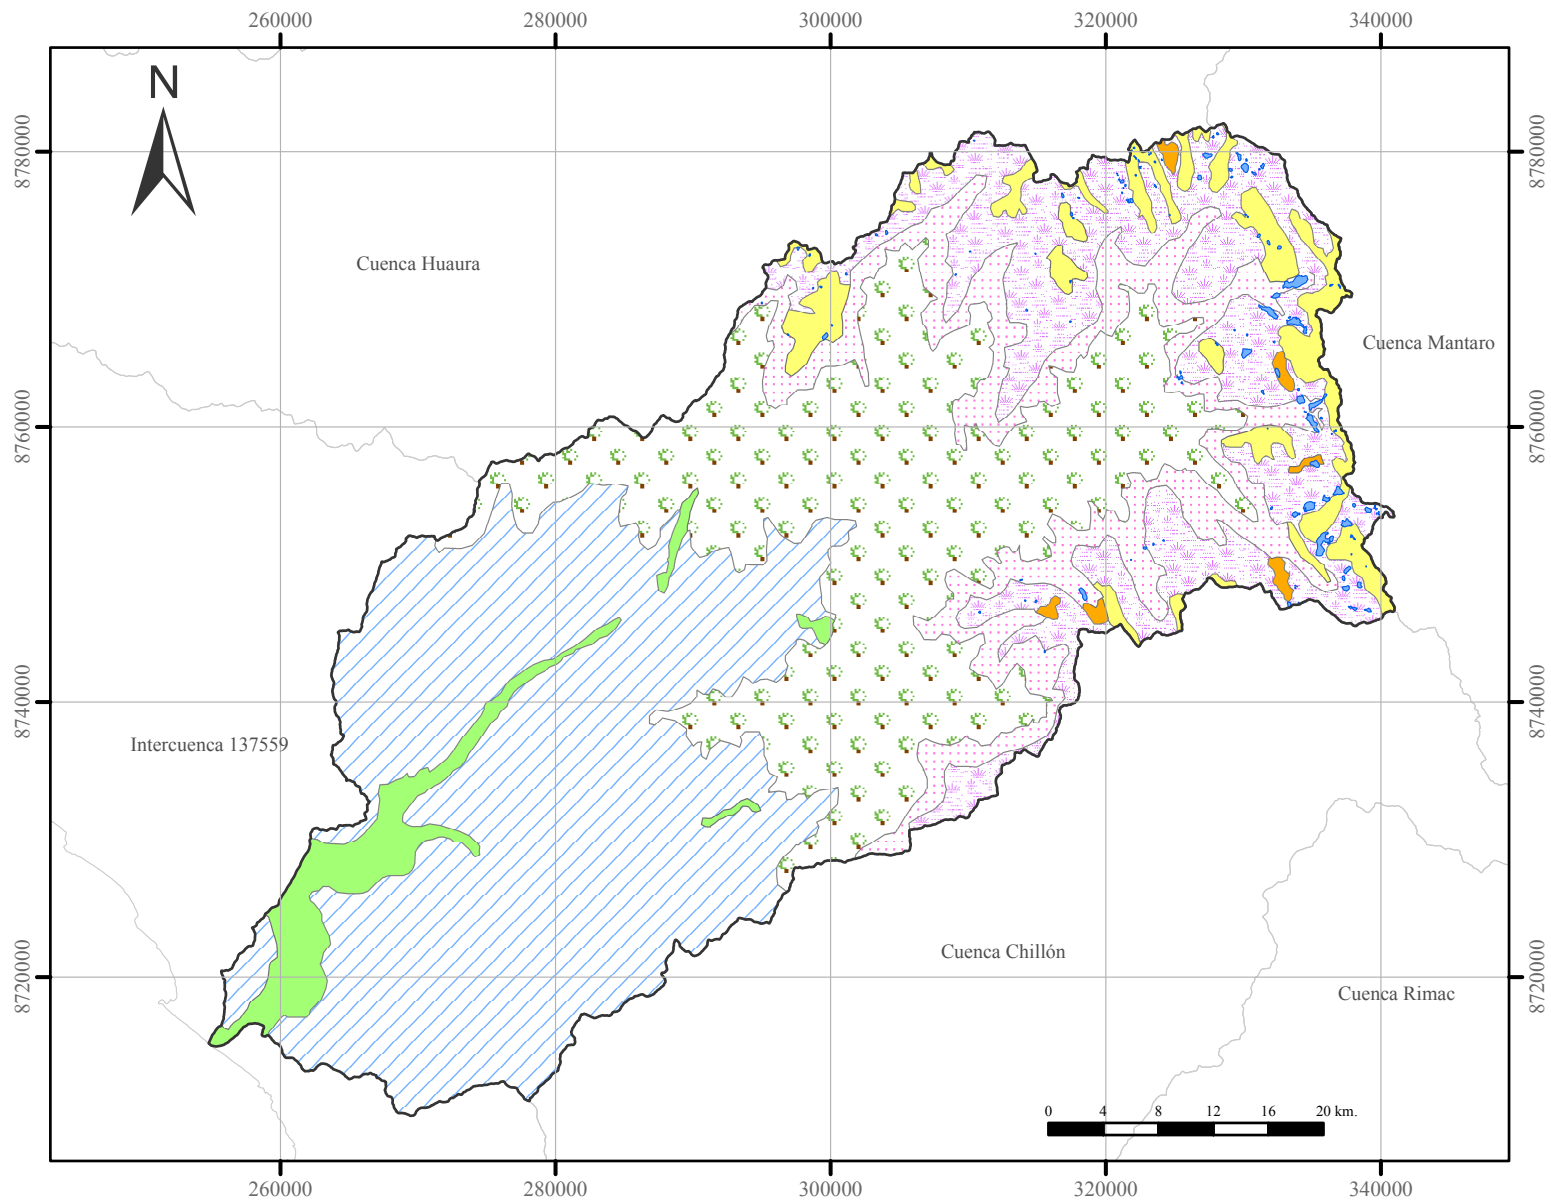 260000 280000 300000 320000 340000
N
8780000 8780000
Cuenca Huaura
Cuenca Mantaro
8760000 8760000
8740000 8740000
Intercuenca 137559
Cuenca Chillón
8720000 8720000
Cuenca Rimac
0 4 8 12 16 20 km.
260000 280000 300000 320000 340000